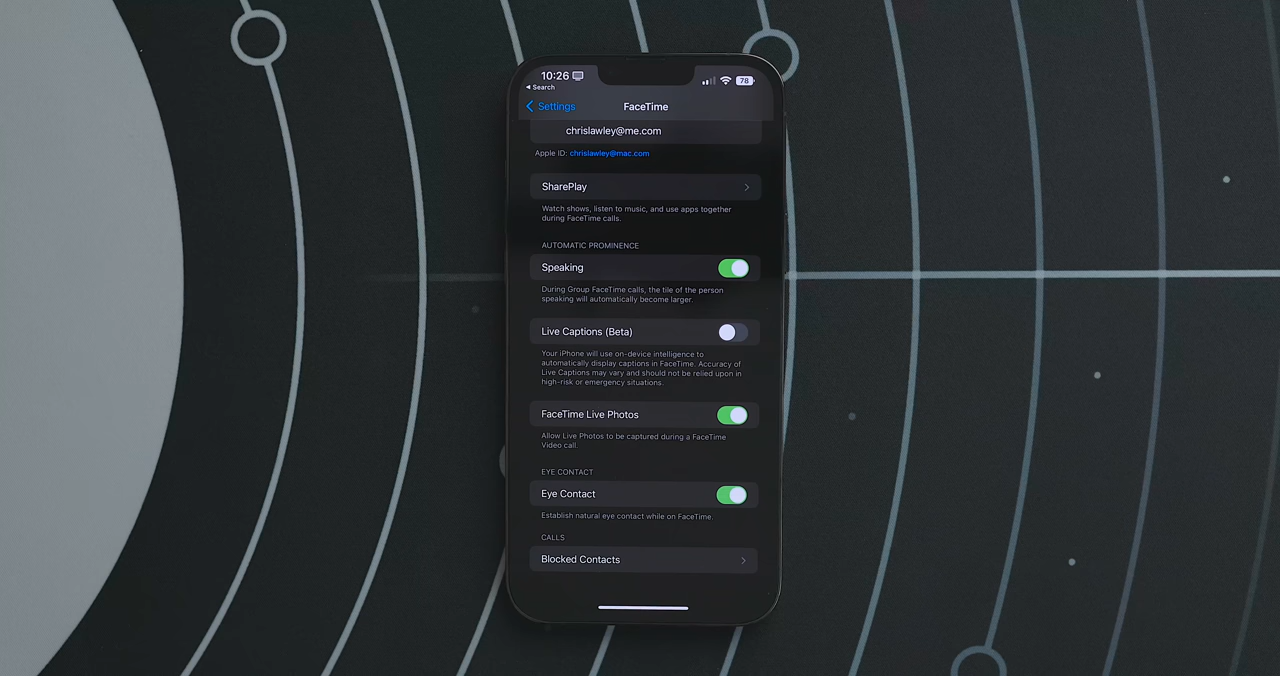 10:26
78
Search
Settings
FaceTime
chrislawley@me.com
Apple ID: chrislawley@mac.com
SharePlay
Watch shows, listen to music, and use apps together
during FaceTime calls.
AUTOMATIC PROMINENCE
Speaking
During Group FaceTime calls, the tile of the person
speaking will automatically become larger.
Live Captions (Beta)
Your iPhone will use on-device intelligence to
automatically display captions in FaceTime. Accuracy of
Live Captions may vary and should not be relied upon in
high-risk or emergency situations.
FaceTime Live Photos
Allow Live Photos to be captured during a FaceTime
Video call.
EYE CONTACT
Eye Contact
Establish natural eye contact while on FaceTime.
CALLS
Blocked Contacts